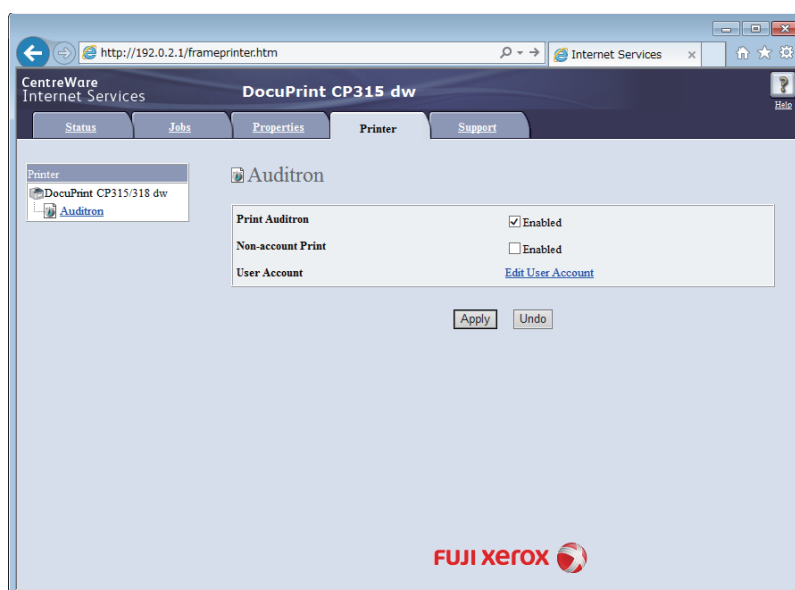 http://192.0.2.1/frameprinter.htm
Internet Services
CentreWare
Internet Services
DocuPrint CP315 dw
Help
Status
Jobs
Properties
Printer
Support
Printer
DocuPrint CP315/318 dw
Auditron
Auditron
Print Auditron
Enabled
Non-account Print
Enabled
User Account
Edit User Account
Apply
Undo
FUJI xerox